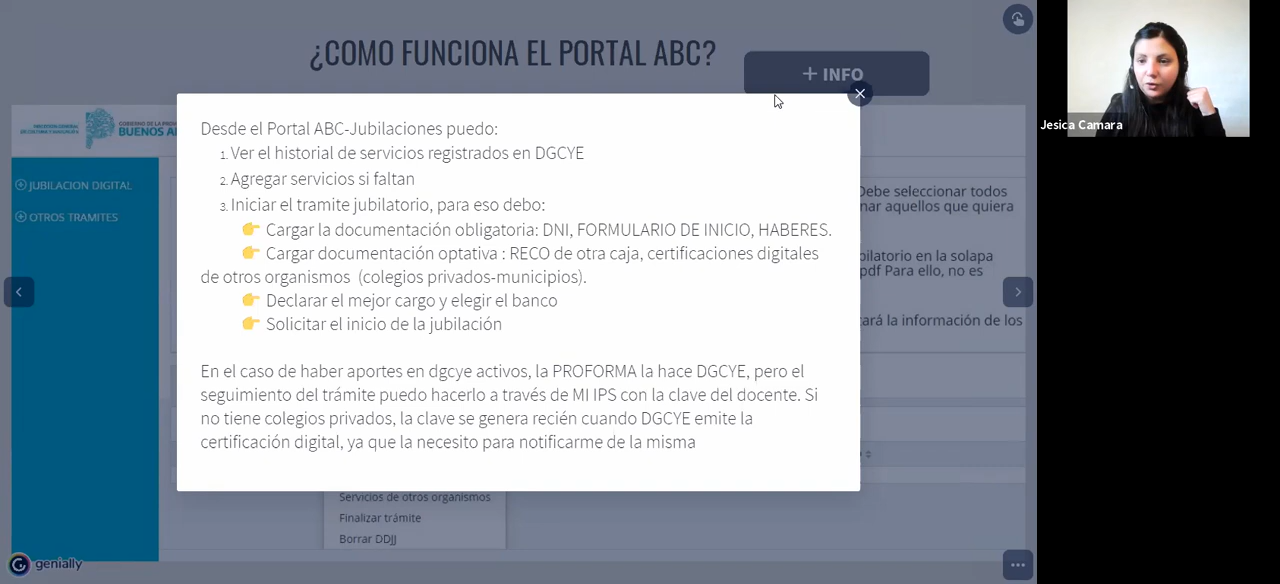 ¿COMO FUNCIONA EL PORTAL ABC?
+ INFO
Jesica Camara
BUENOS
JUBILACION DIGITAL
OTROS TRAMITES
Desde el Portal ABC-Jubilaciones puedo:
1. Ver el historial de servicios registrados en DGCYE
2. Agregar servicios si faltan
3. Iniciar el tramite jubilatorio, para eso debo:
👉 Cargar la documentación obligatoria: DNI, FORMULARIO DE INICIO, HABERES.
👉 Cargar documentación optativa : RECO de otra caja, certificaciones digitales
de otros organismos (colegios privados-municipios).
👉 Declarar el mejor cargo y elegir el banco
👉 Solicitar el inicio de la jubilación
En el caso de haber aportes en dgcye activos, la PROFORMA la hace DGCYE, pero el
seguimiento del trámite puedo hacerlo a través de MI IPS con la clave del docente. Si
no tiene colegios privados, la clave se genera recién cuando DGCYE emite la
certificación digital, ya que la necesito para notificarme de la misma
Debe seleccionar todos
nar aquellos que quiera
bilatorio en la solapa
pdf Para ello, no es
zará la información de los
Servicios de otros organismos
Finalizar trámite
Borrar DDJJ
genially